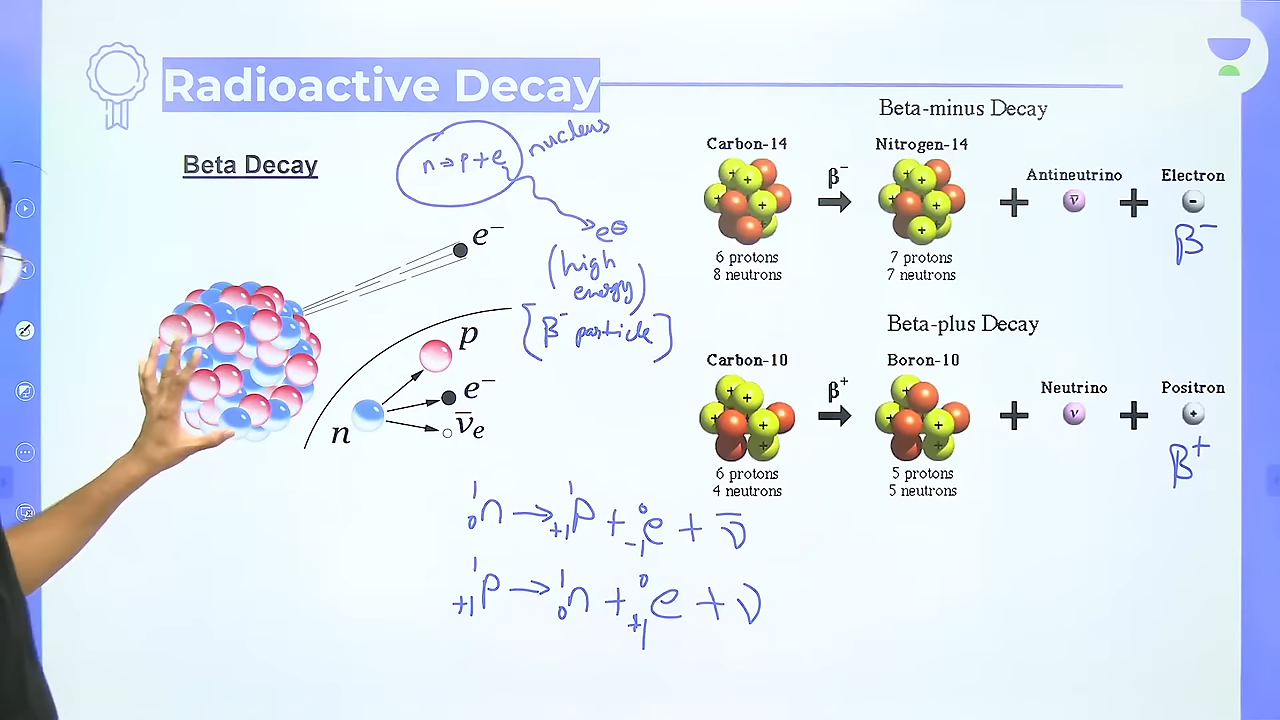 Radioactive Decay
Beta Decay
n → p + e
nucleus
e⊖
(high
energy)
[β⁻ particle]
e⁻
p
n
e⁻
ν̅e
Beta-minus Decay
Carbon-14
β⁻
Nitrogen-14
+
Antineutrino
ν̅
+
Electron
-
β⁻
6 protons
8 neutrons
7 protons
7 neutrons
Beta-plus Decay
Carbon-10
β⁺
Boron-10
+
Neutrino
ν
+
Positron
+
β⁺
6 protons
4 neutrons
5 protons
5 neutrons
¹₀n → ¹₊₁p + ⁰₋₁e + ν̅
¹₊₁p → ¹₀n + ⁰₊₁e + ν